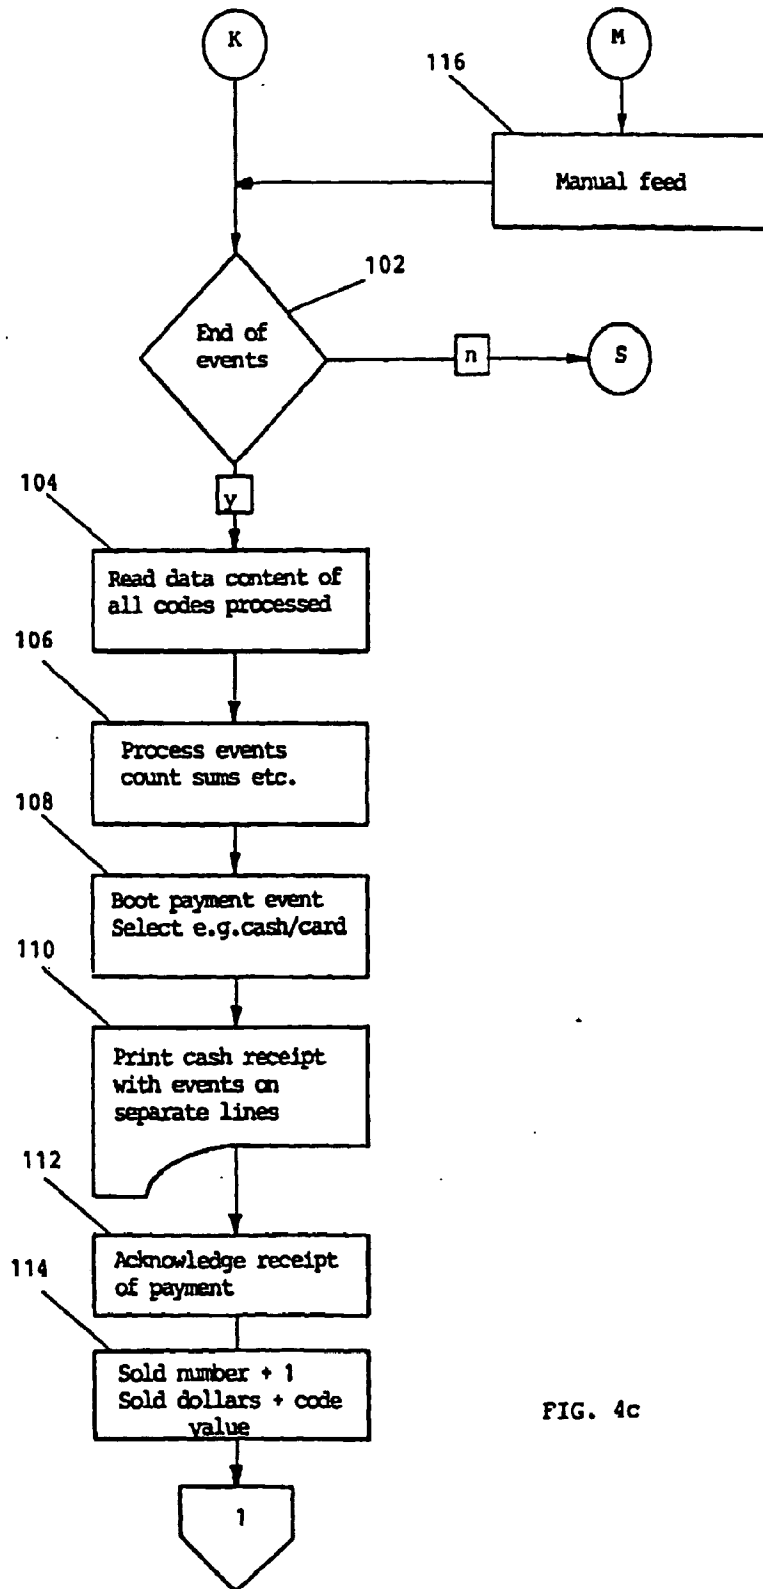 K
M
116
Manual feed
102
End of
events
n
S
y
104
Read data content of
all codes processed
106
Process events
count sums etc.
108
Boot payment event
Select e.g.cash/card
110
Print cash receipt
with events on
separate lines
112
Acknowledge receipt
of payment
114
Sold number + 1
Sold dollars + code
value
FIG. 4c
1